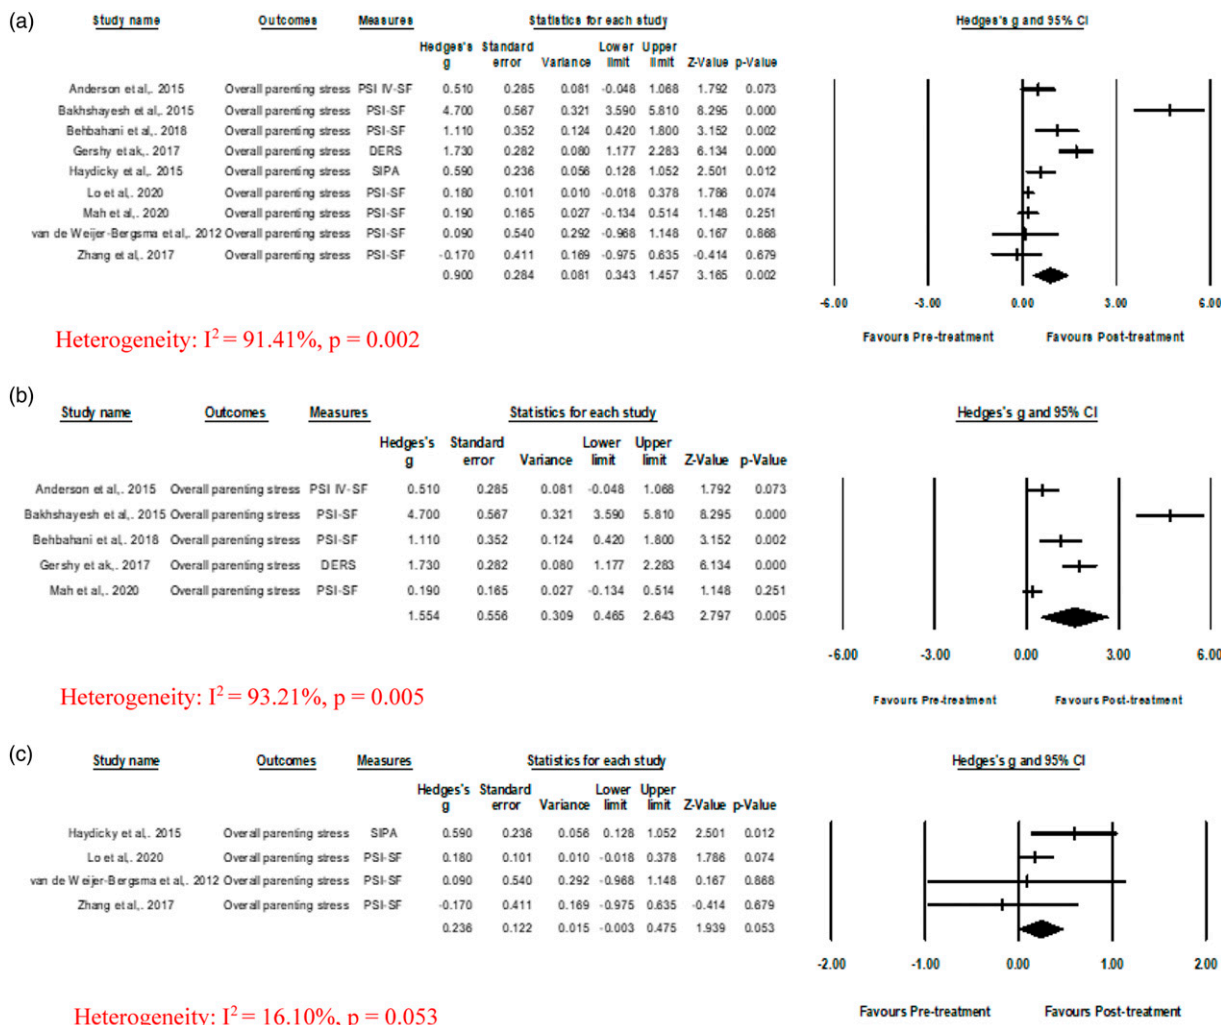 (a)
Study name Outcomes Measures Statistics for each study Hedges's g and 95% CI
Hedges's g Standard error Variance Lower limit Upper limit Z-Value p-Value
Anderson et al,. 2015 Overall parenting stress PSI IV-SF 0.510 0.285 0.081 -0.048 1.068 1.792 0.073
Bakhshayesh et al,. 2015 Overall parenting stress PSI-SF 4.700 0.567 0.321 3.590 5.810 8.295 0.000
Behbahani et al,. 2018 Overall parenting stress PSI-SF 1.110 0.352 0.124 0.420 1.800 3.152 0.002
Gershy et ak,. 2017 Overall parenting stress DERS 1.730 0.282 0.080 1.177 2.283 6.134 0.000
Haydicky et al,. 2015 Overall parenting stress SIPA 0.590 0.236 0.056 0.128 1.052 2.501 0.012
Lo et al,. 2020 Overall parenting stress PSI-SF 0.180 0.101 0.010 -0.018 0.378 1.786 0.074
Mah et al,. 2020 Overall parenting stress PSI-SF 0.190 0.165 0.027 -0.134 0.514 1.148 0.251
van de Weijer-Bergsma et al,. 2012 Overall parenting stress PSI-SF 0.090 0.540 0.292 -0.968 1.148 0.167 0.868
Zhang et al,. 2017 Overall parenting stress PSI-SF -0.170 0.411 0.169 -0.975 0.635 -0.414 0.679
0.900 0.284 0.081 0.343 1.457 3.165 0.002
-6.00 -3.00 0.00 3.00 6.00
Favours Pre-treatment Favours Post-treatment
Heterogeneity: I² = 91.41%, p = 0.002
(b)
Study name Outcomes Measures Statistics for each study Hedges's g and 95% CI
Hedges's g Standard error Variance Lower limit Upper limit Z-Value p-Value
Anderson et al,. 2015 Overall parenting stress PSI IV-SF 0.510 0.285 0.081 -0.048 1.068 1.792 0.073
Bakhshayesh et al,. 2015 Overall parenting stress PSI-SF 4.700 0.567 0.321 3.590 5.810 8.295 0.000
Behbahani et al,. 2018 Overall parenting stress PSI-SF 1.110 0.352 0.124 0.420 1.800 3.152 0.002
Gershy et ak,. 2017 Overall parenting stress DERS 1.730 0.282 0.080 1.177 2.283 6.134 0.000
Mah et al,. 2020 Overall parenting stress PSI-SF 0.190 0.165 0.027 -0.134 0.514 1.148 0.251
1.554 0.556 0.309 0.465 2.643 2.797 0.005
-6.00 -3.00 0.00 3.00 6.00
Favours Pre-treatment Favours Post-treatment
Heterogeneity: I² = 93.21%, p = 0.005
(c)
Study name Outcomes Measures Statistics for each study Hedges's g and 95% CI
Hedges's g Standard error Variance Lower limit Upper limit Z-Value p-Value
Haydicky et al,. 2015 Overall parenting stress SIPA 0.590 0.236 0.056 0.128 1.052 2.501 0.012
Lo et al,. 2020 Overall parenting stress PSI-SF 0.180 0.101 0.010 -0.018 0.378 1.786 0.074
van de Weijer-Bergsma et al,. 2012 Overall parenting stress PSI-SF 0.090 0.540 0.292 -0.968 1.148 0.167 0.868
Zhang et al,. 2017 Overall parenting stress PSI-SF -0.170 0.411 0.169 -0.975 0.635 -0.414 0.679
0.236 0.122 0.015 -0.003 0.475 1.939 0.053
-2.00 -1.00 0.00 1.00 2.00
Favours Pre-treatment Favours Post-treatment
Heterogeneity: I² = 16.10%, p = 0.053